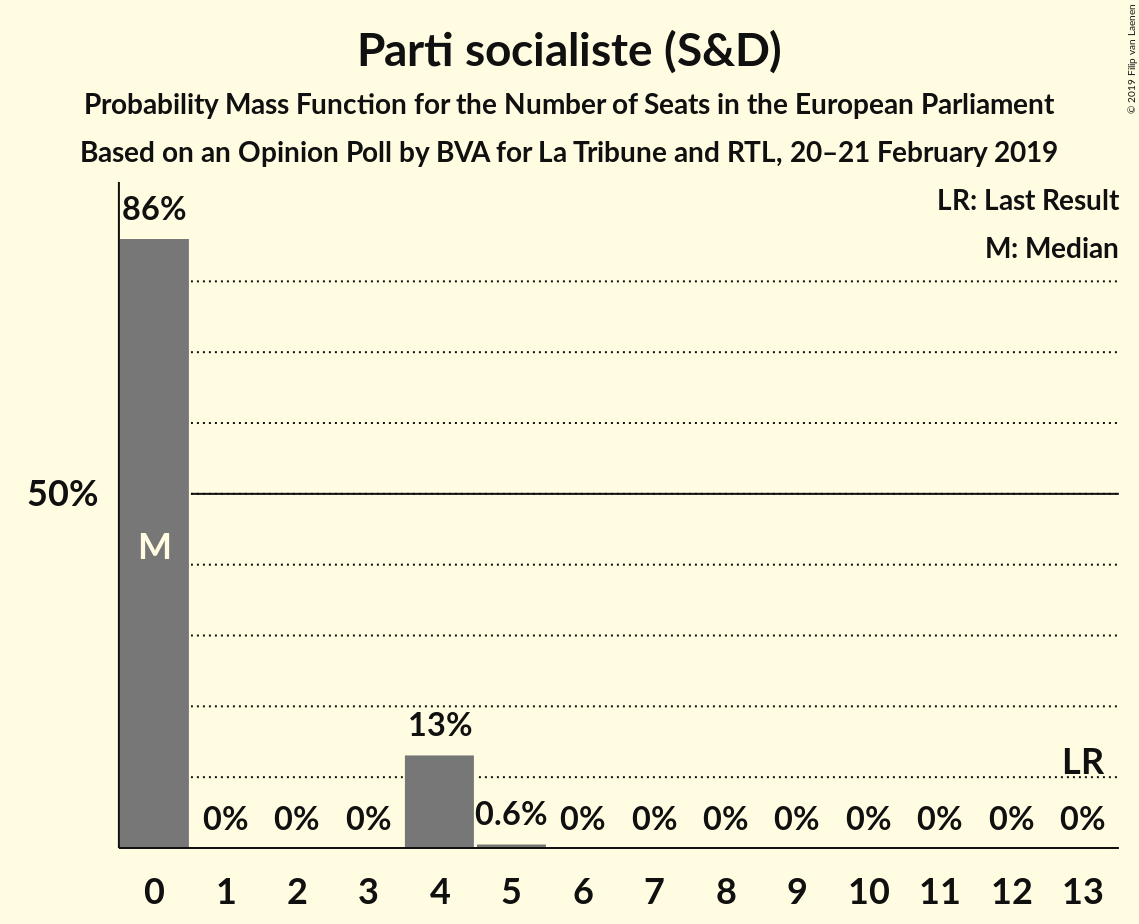 Parti socialiste (S&D)
Probability Mass Function for the Number of Seats in the European Parliament
Based on an Opinion Poll by BVA for La Tribune and RTL, 20–21 February 2019
© 2019 Filip van Laenen
LR: Last Result
M: Median
86%
50%
M
13%
LR
0% 0% 0% 0.6% 0% 0% 0% 0% 0% 0% 0% 0%
0 1 2 3 4 5 6 7 8 9 10 11 12 13